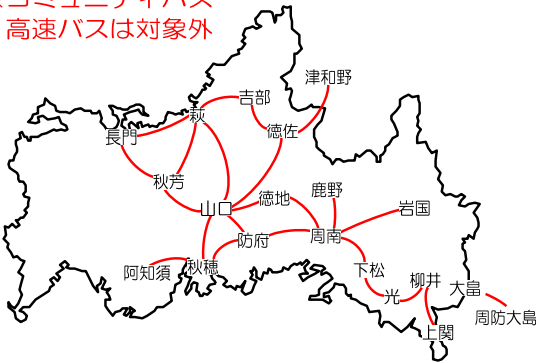 コミュニティバス
高速バスは対象外
津和野
吉部
萩
徳佐
長門
秋芳
鹿野
徳地
山口
岩国
防府
周南
阿知須
秋穂
下松
柳井
大畠
光
周防大島
上関